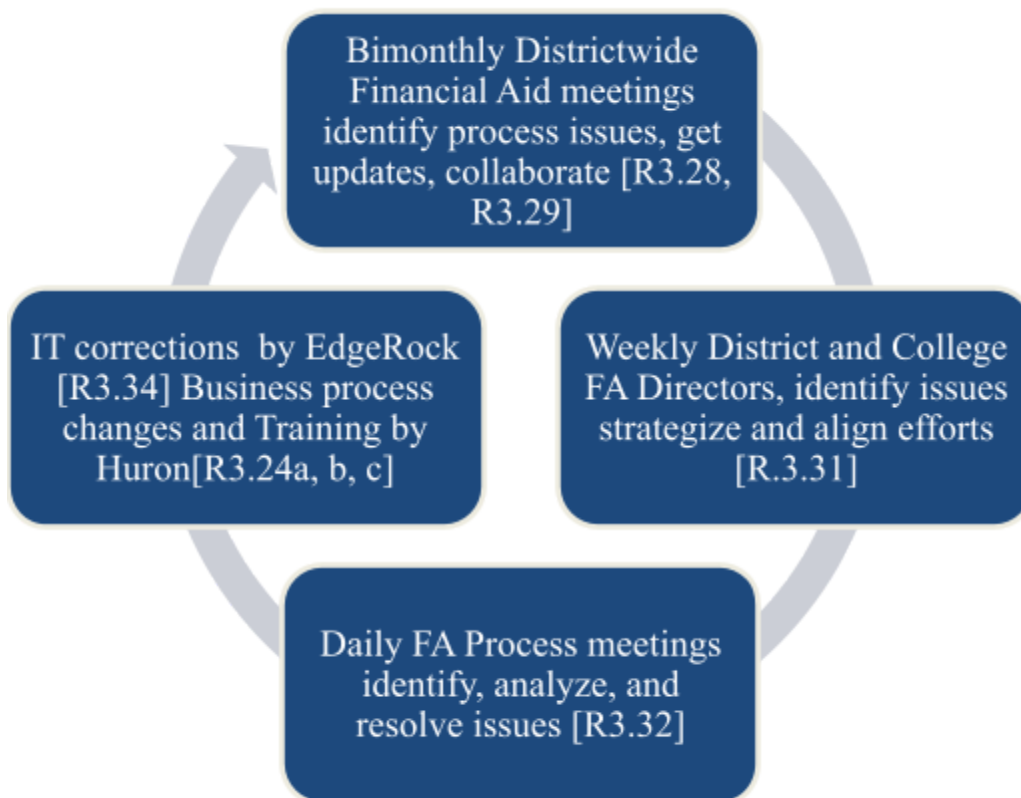 Bimonthly Districtwide
Financial Aid meetings
identify process issues, get
updates, collaborate [R3.28,
R3.29]
Weekly District and College
FA Directors, identify issues
strategize and align efforts
[R.3.31]
Daily FA Process meetings
identify, analyze, and
resolve issues [R3.32]
IT corrections  by EdgeRock
[R3.34] Business process
changes and Training by
Huron[R3.24a, b, c]